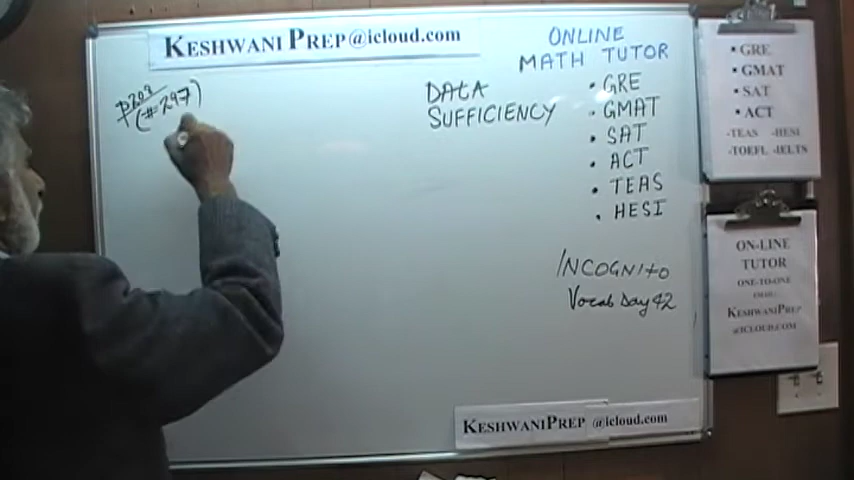 KESHWANI PREP@icloud.com
p208
(#297)
DATA
SUFFICIENCY
ONLINE
MATH TUTOR
• GRE
• GMAT
• SAT
• ACT
• TEAS
• HESI
INCOGNITO
Vocab Day 42
KESHWANIPREP @icloud.com
• GRE
• GMAT
• SAT
• ACT
-TEAS -HESI
-TOEFL -IELTS
ON-LINE
TUTOR
ONE-TO-ONE
KESHWANIPREP
@ICLOUD.COM